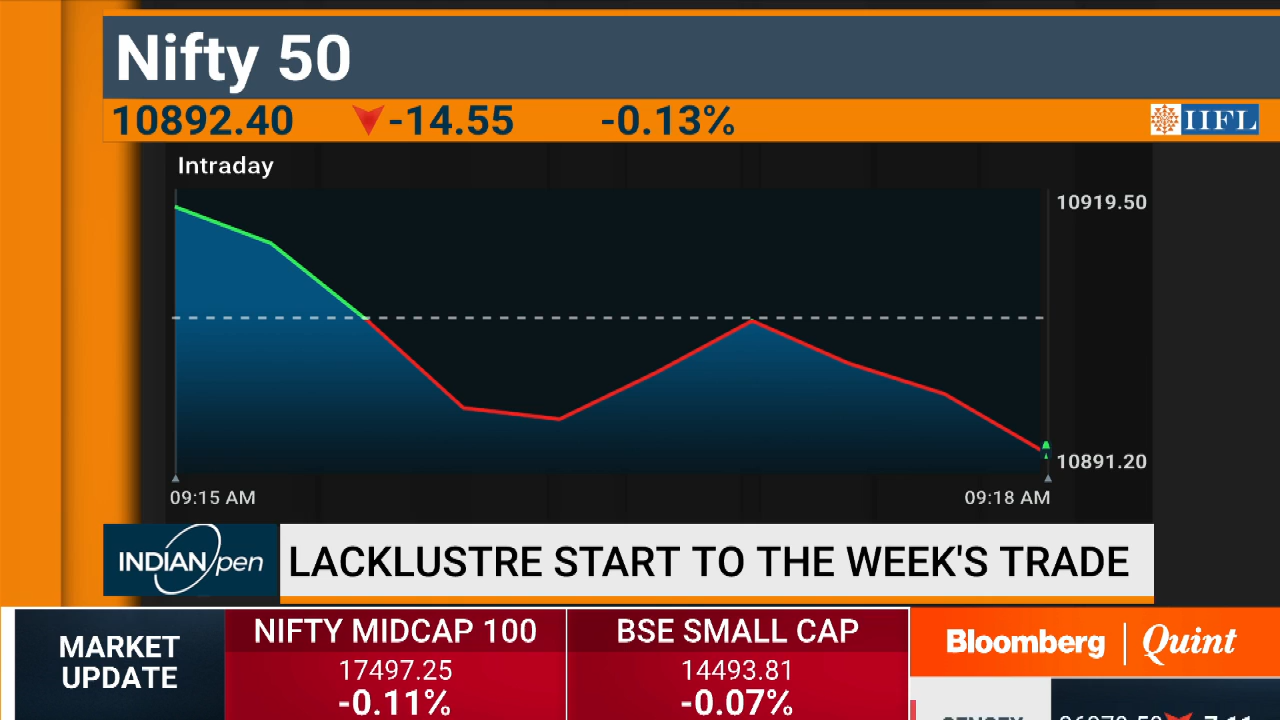 Nifty 50
10892.40 -14.55 -0.13%
IIFL
Intraday
10919.50
10891.20
09:15 AM 09:18 AM
INDIAN Open
LACKLUSTRE START TO THE WEEK'S TRADE
MARKET
UPDATE
NIFTY MIDCAP 100
17497.25
-0.11%
BSE SMALL CAP
14493.81
-0.07%
Bloomberg | Quint